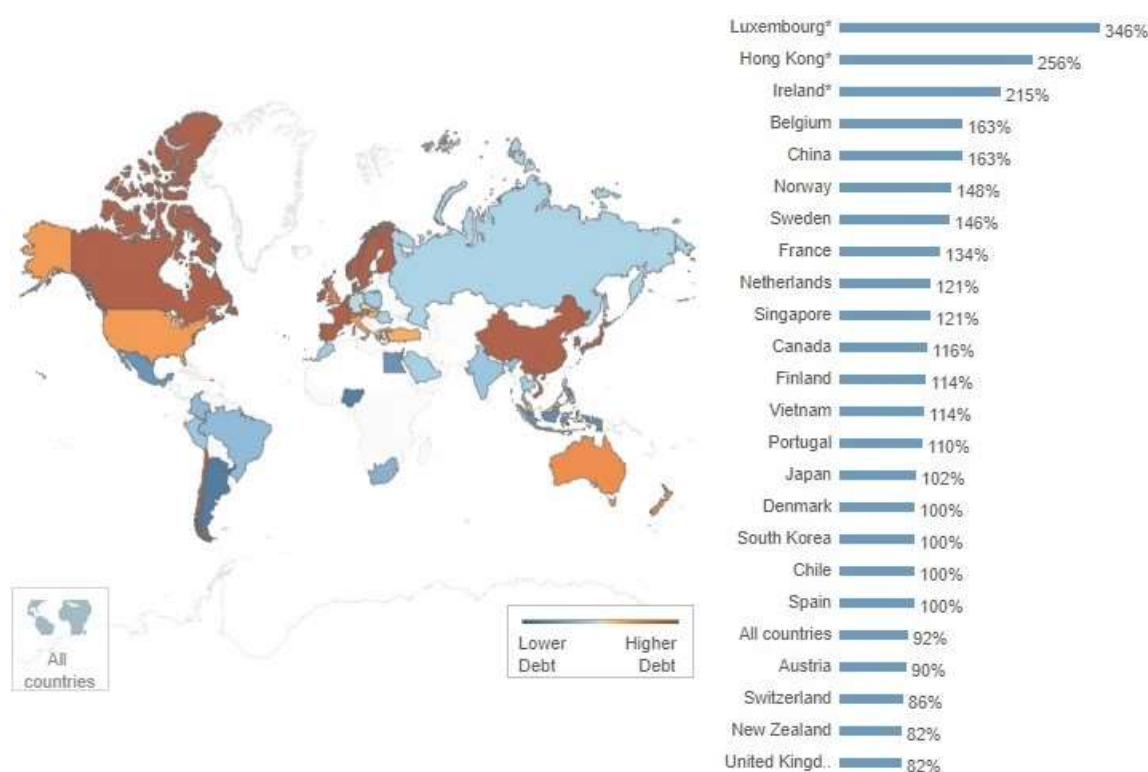 Luxembourg* 346%
Hong Kong* 256%
Ireland* 215%
Belgium 163%
China 163%
Norway 148%
Sweden 146%
France 134%
Netherlands 121%
Singapore 121%
Canada 116%
Finland 114%
Vietnam 114%
Portugal 110%
Japan 102%
Denmark 100%
South Korea 100%
Chile 100%
Spain 100%
All countries 92%
Austria 90%
Switzerland 86%
New Zealand 82%
United Kingd.. 82%
All
countries
Lower Higher
Debt Debt